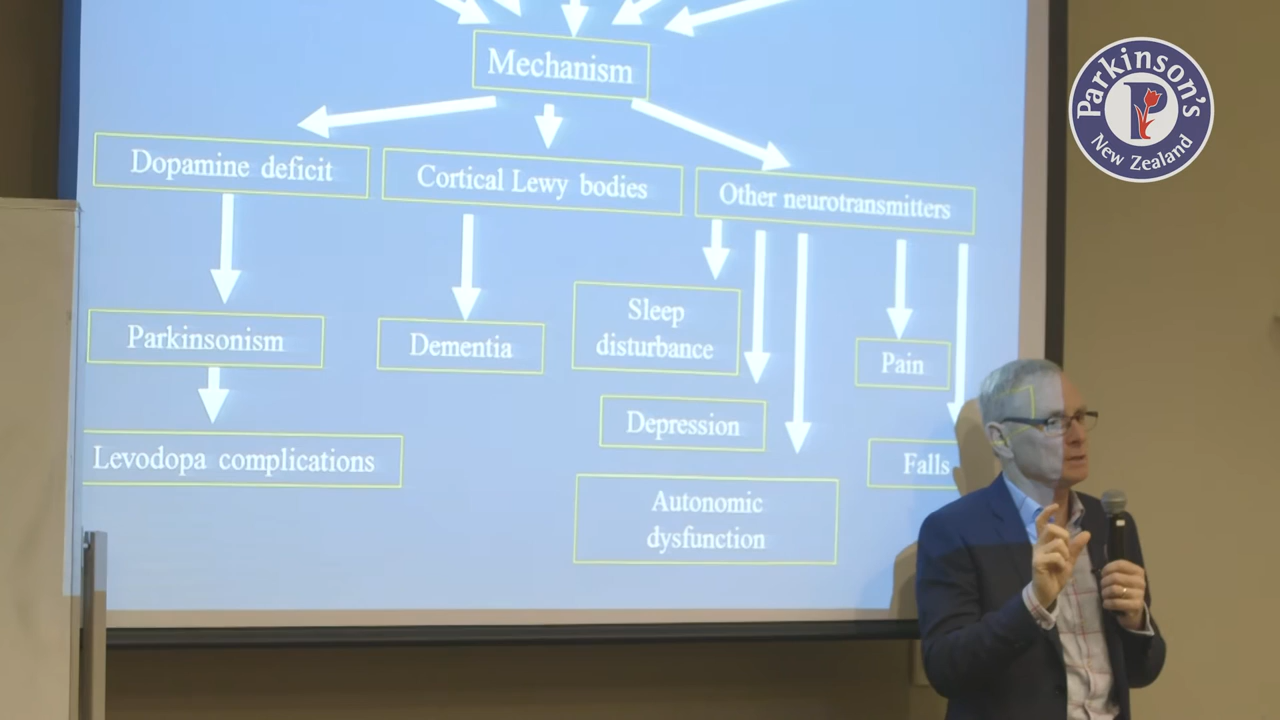 Mechanism
Dopamine deficit
Cortical Lewy bodies
Other neurotransmitters
Parkinsonism
Dementia
Sleep
disturbance
Pain
Depression
Levodopa complications
Falls
Autonomic
dysfunction
Parkinson's
New Zealand